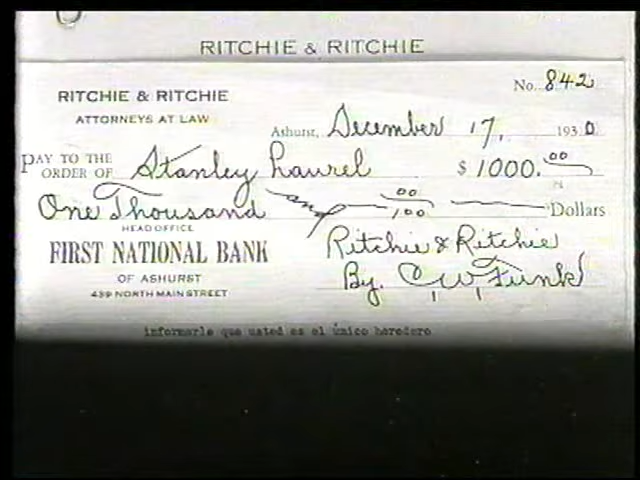 RITCHIE & RITCHIE
RITCHIE & RITCHIE
ATTORNEYS AT LAW
No. 842
Ashurst, December 17, 1930
PAY TO THE ORDER OF Stanley Laurel $1000.00
One Thousand and 00/100 Dollars
HEAD OFFICE
FIRST NATIONAL BANK
OF ASHURST
439 NORTH MAIN STREET
Ritchie & Ritchie
By. C. W. Funk
informarle que usted es el único heredero